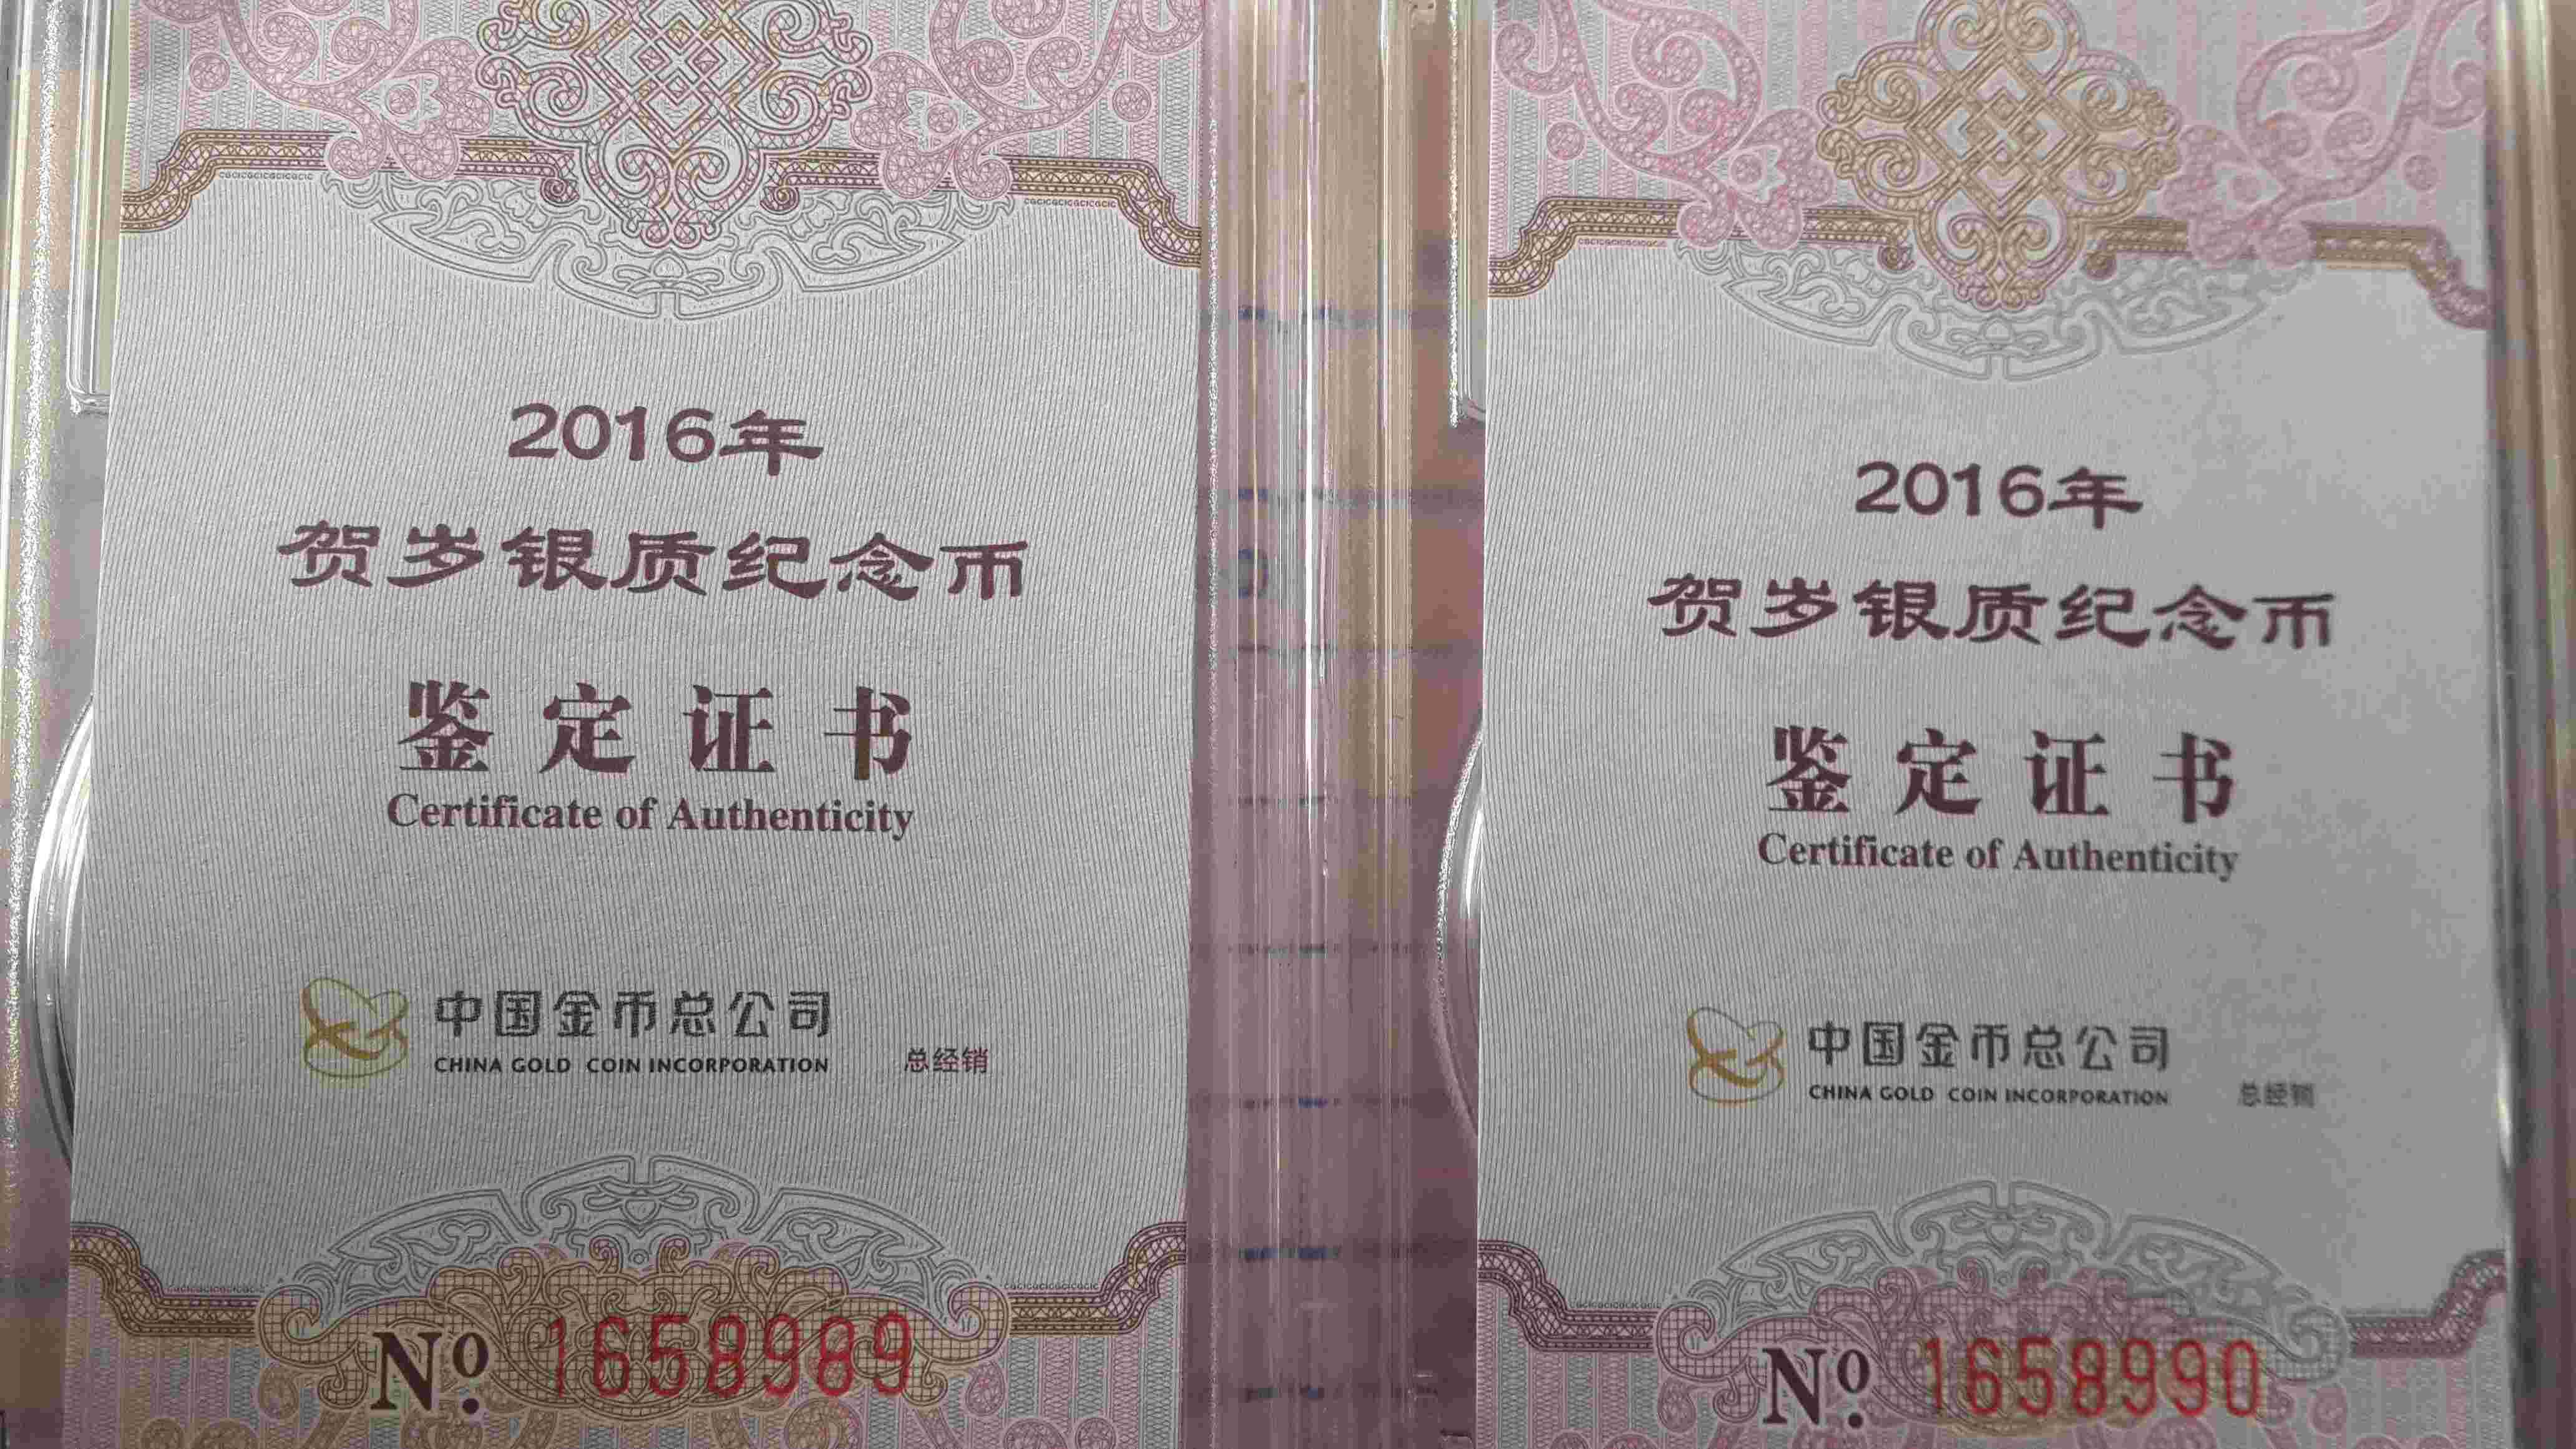 CGCICGCICGCICGCICGCIC
CGCICGCICGCICGCICGCIC
2016年
贺岁银质纪念币
鉴定证书
Certificate of Authenticity
中国金币总公司
CHINA GOLD COIN INCORPORATION
总经销
No. 1658989
2016年
贺岁银质纪念币
鉴定证书
Certificate of Authenticity
中国金币总公司
CHINA GOLD COIN INCORPORATION
总经销
No. 1658990